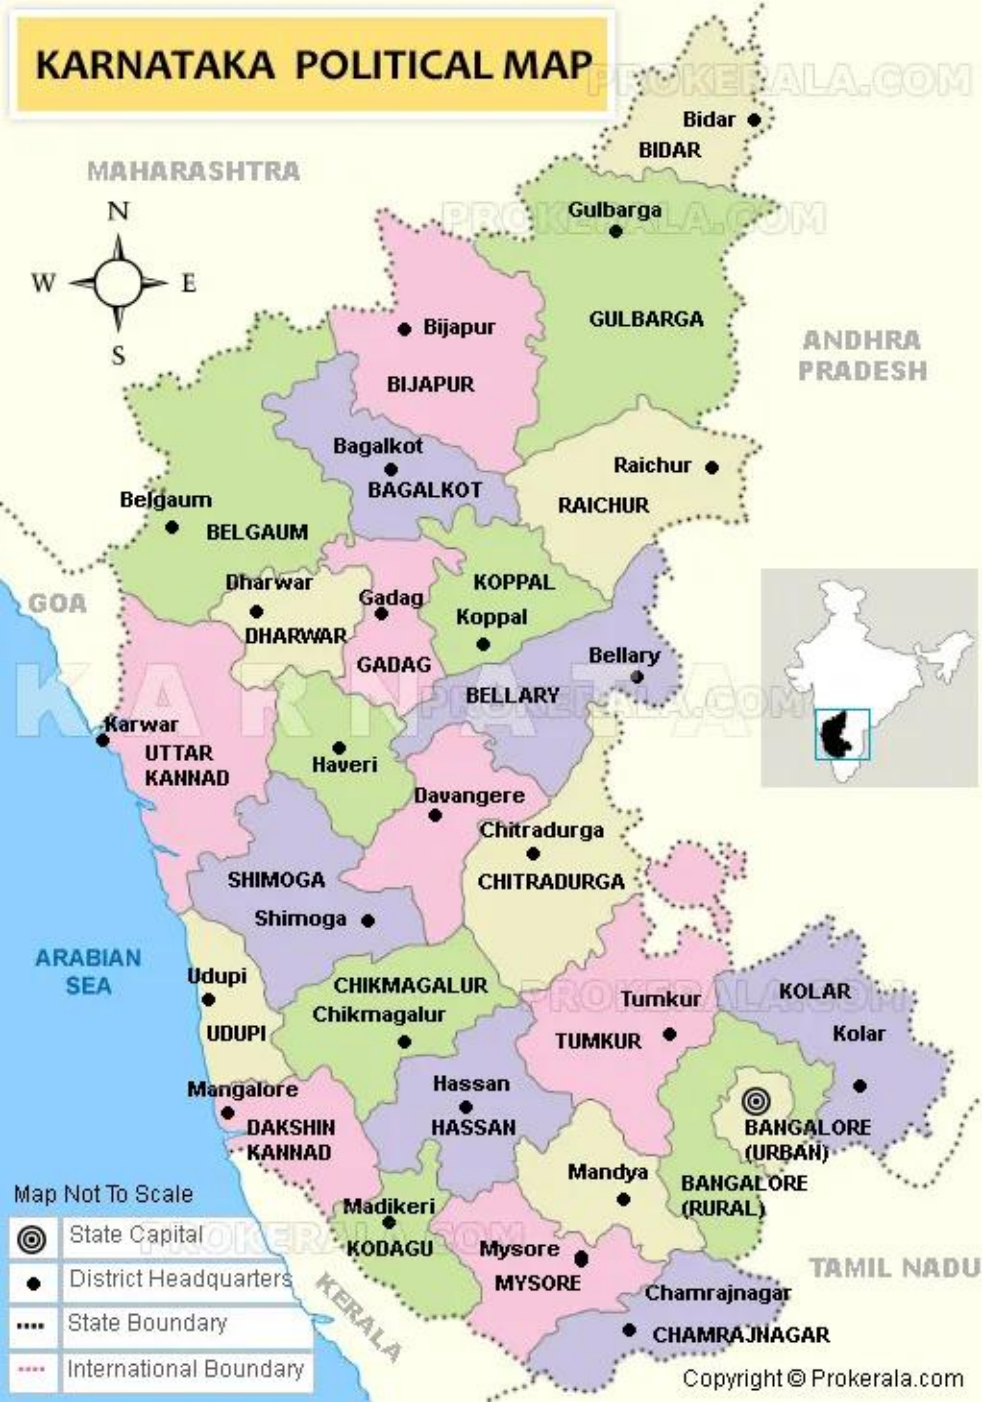 KARNATAKA POLITICAL MAP
PROKERALA.COM
Bidar
BIDAR
MAHARASHTRA
N
W
E
S
PROKERALA.COM
Gulbarga
GULBARGA
Bijapur
BIJAPUR
ANDHRA
PRADESH
Bagalkot
BAGALKOT
Raichur
RAICHUR
Belgaum
BELGAUM
GOA
Dharwar
DHARWAR
Gadag
GADAG
KOPPAL
Koppal
Bellary
BELLARY
KARNATAKA
PROKERALA.COM
Karwar
UTTAR
KANNAD
Haveri
Davangere
Chitradurga
CHITRADURGA
SHIMOGA
Shimoga
ARABIAN
SEA
Udupi
UDUPI
CHIKMAGALUR
Chikmagalur
PROKERALA.COM
Tumkur
TUMKUR
KOLAR
Kolar
Hassan
HASSAN
Mangalore
DAKSHIN
KANNAD
BANGALORE
(URBAN)
BANGALORE
(RURAL)
Mandya
Madikeri
KODAGU
Mysore
MYSORE
PROKERALA.COM
Chamrajnagar
CHAMRAJNAGAR
TAMIL NADU
KERALA
Map Not To Scale
State Capital
District Headquarters
State Boundary
International Boundary
Copyright © Prokerala.com